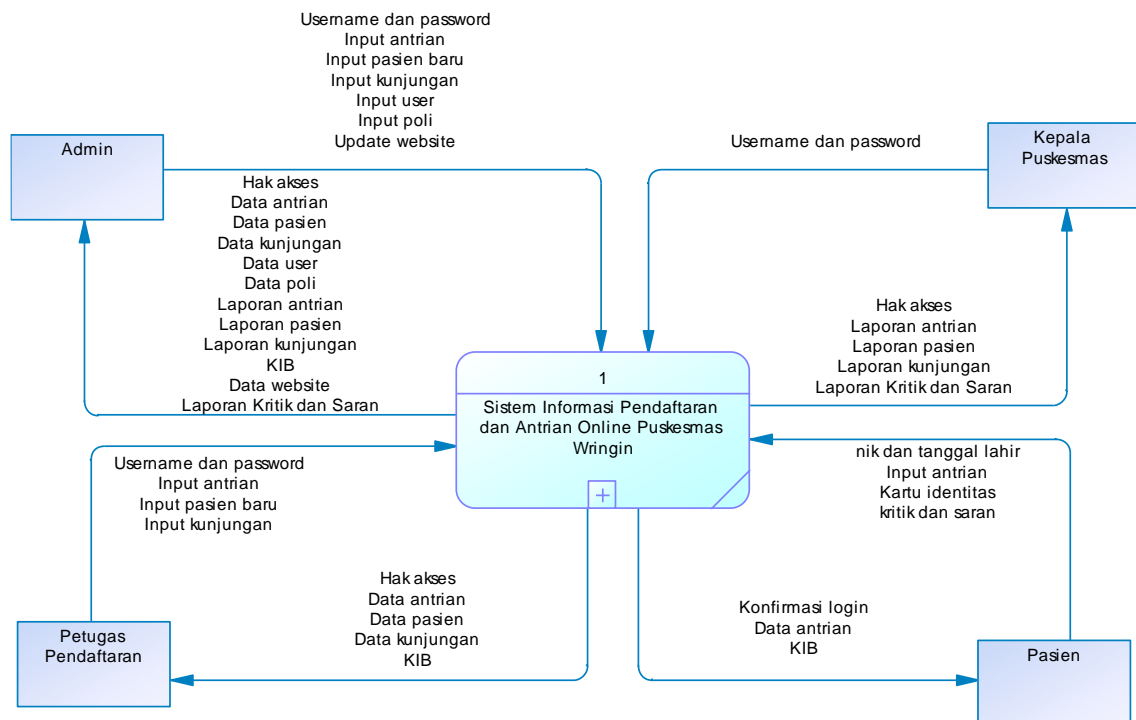 Username dan password
Input antrian
Input pasien baru
Input kunjungan
Input user
Input poli
Update website
Admin
Kepala
Puskesmas
Username dan password
Hak akses
Data antrian
Data pasien
Data kunjungan
Data user
Data poli
Laporan antrian
Laporan pasien
Laporan kunjungan
KIB
Data website
Laporan Kritik dan Saran
Hak akses
Laporan antrian
Laporan pasien
Laporan kunjungan
Laporan Kritik dan Saran
1
Sistem Informasi Pendaftaran
dan Antrian Online Puskesmas
Wringin
Username dan password
Input antrian
Input pasien baru
Input kunjungan
nik dan tanggal lahir
Input antrian
Kartu identitas
kritik dan saran
Hak akses
Data antrian
Data pasien
Data kunjungan
KIB
Konfirmasi login
Data antrian
KIB
Petugas
Pendaftaran
Pasien